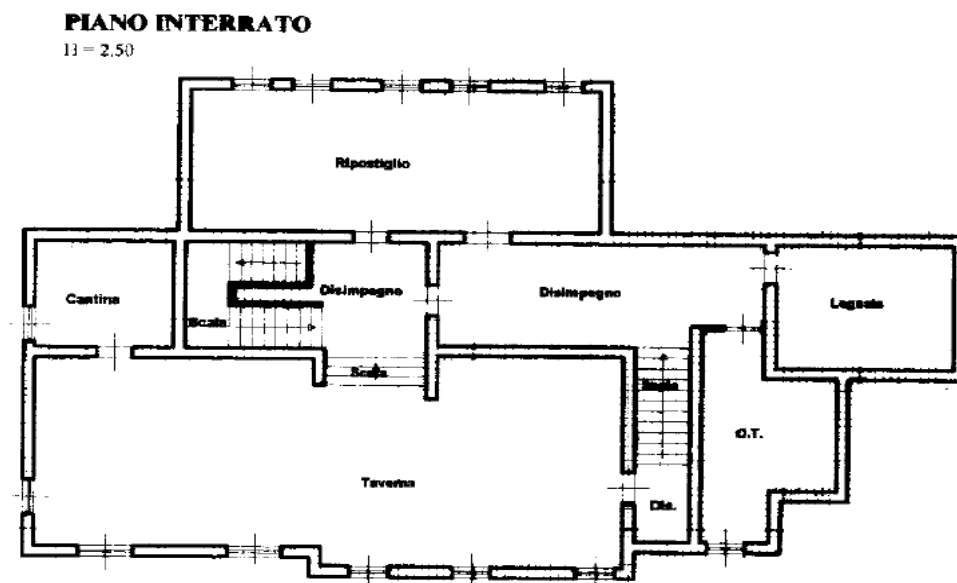 PIANO INTERRATO
H = 2.50
Ripostiglio
Cantina
Disimpegno
Disimpegno
Legnaia
Scala
Scala
Scala
C.T.
Taverna
Dis.